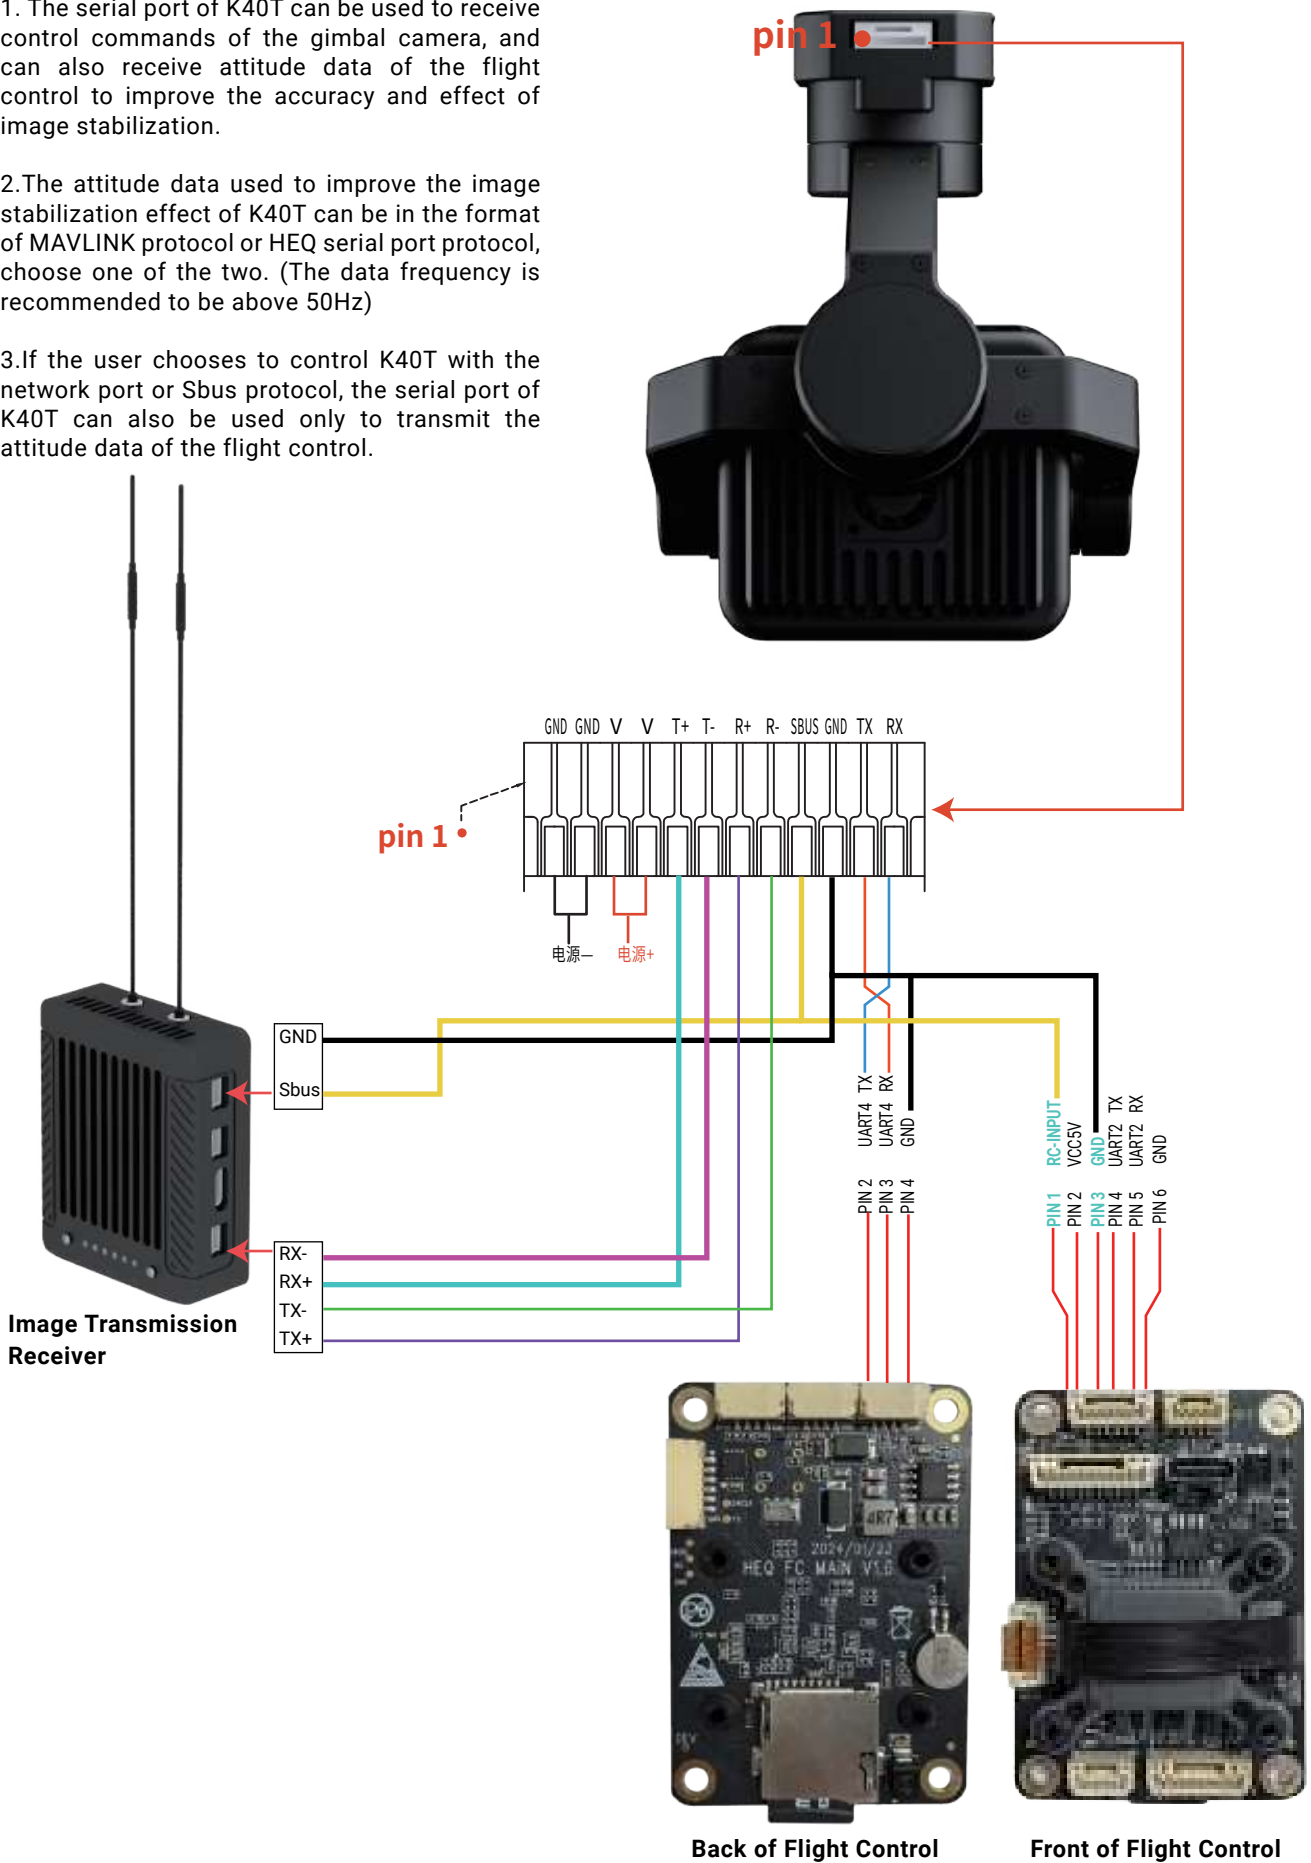 1. The serial port of K40T can be used to receive
control commands of the gimbal camera, and
can also receive attitude data of the flight
control to improve the accuracy and effect of
image stabilization.
2.The attitude data used to improve the image
stabilization effect of K40T can be in the format
of MAVLINK protocol or HEQ serial port protocol,
choose one of the two. (The data frequency is
recommended to be above 50Hz)
3.If the user chooses to control K40T with the
network port or Sbus protocol, the serial port of
K40T can also be used only to transmit the
attitude data of the flight control.
pin 1
GND GND V V T+ T- R+ R- SBUS GND TX RX
pin 1
电源—
电源+
GND
Sbus
UART4 TX
UART4 RX
GND
PIN 2
PIN 3
PIN 4
RC-INPUT
VCC5V
GND
UART2 TX
UART2 RX
GND
PIN 1
PIN 2
PIN 3
PIN 4
PIN 5
PIN 6
RX-
RX+
TX-
TX+
Image Transmission
Receiver
4R7
2024/01/22
HEQ FC MAIN V1.0
Back of Flight Control
Front of Flight Control